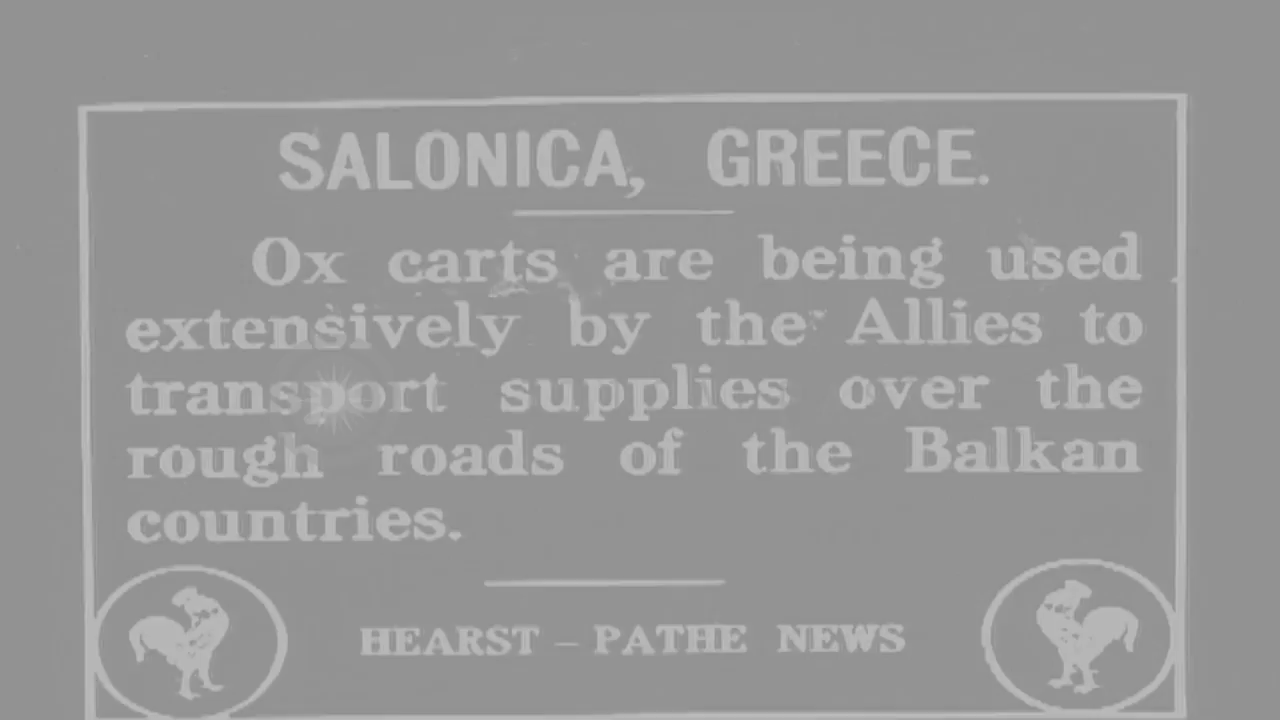 SALONICA, GREECE.
Ox carts are being used
extensively by the Allies to
transport supplies over the
rough roads of the Balkan
countries.
HEARST - PATHE NEWS